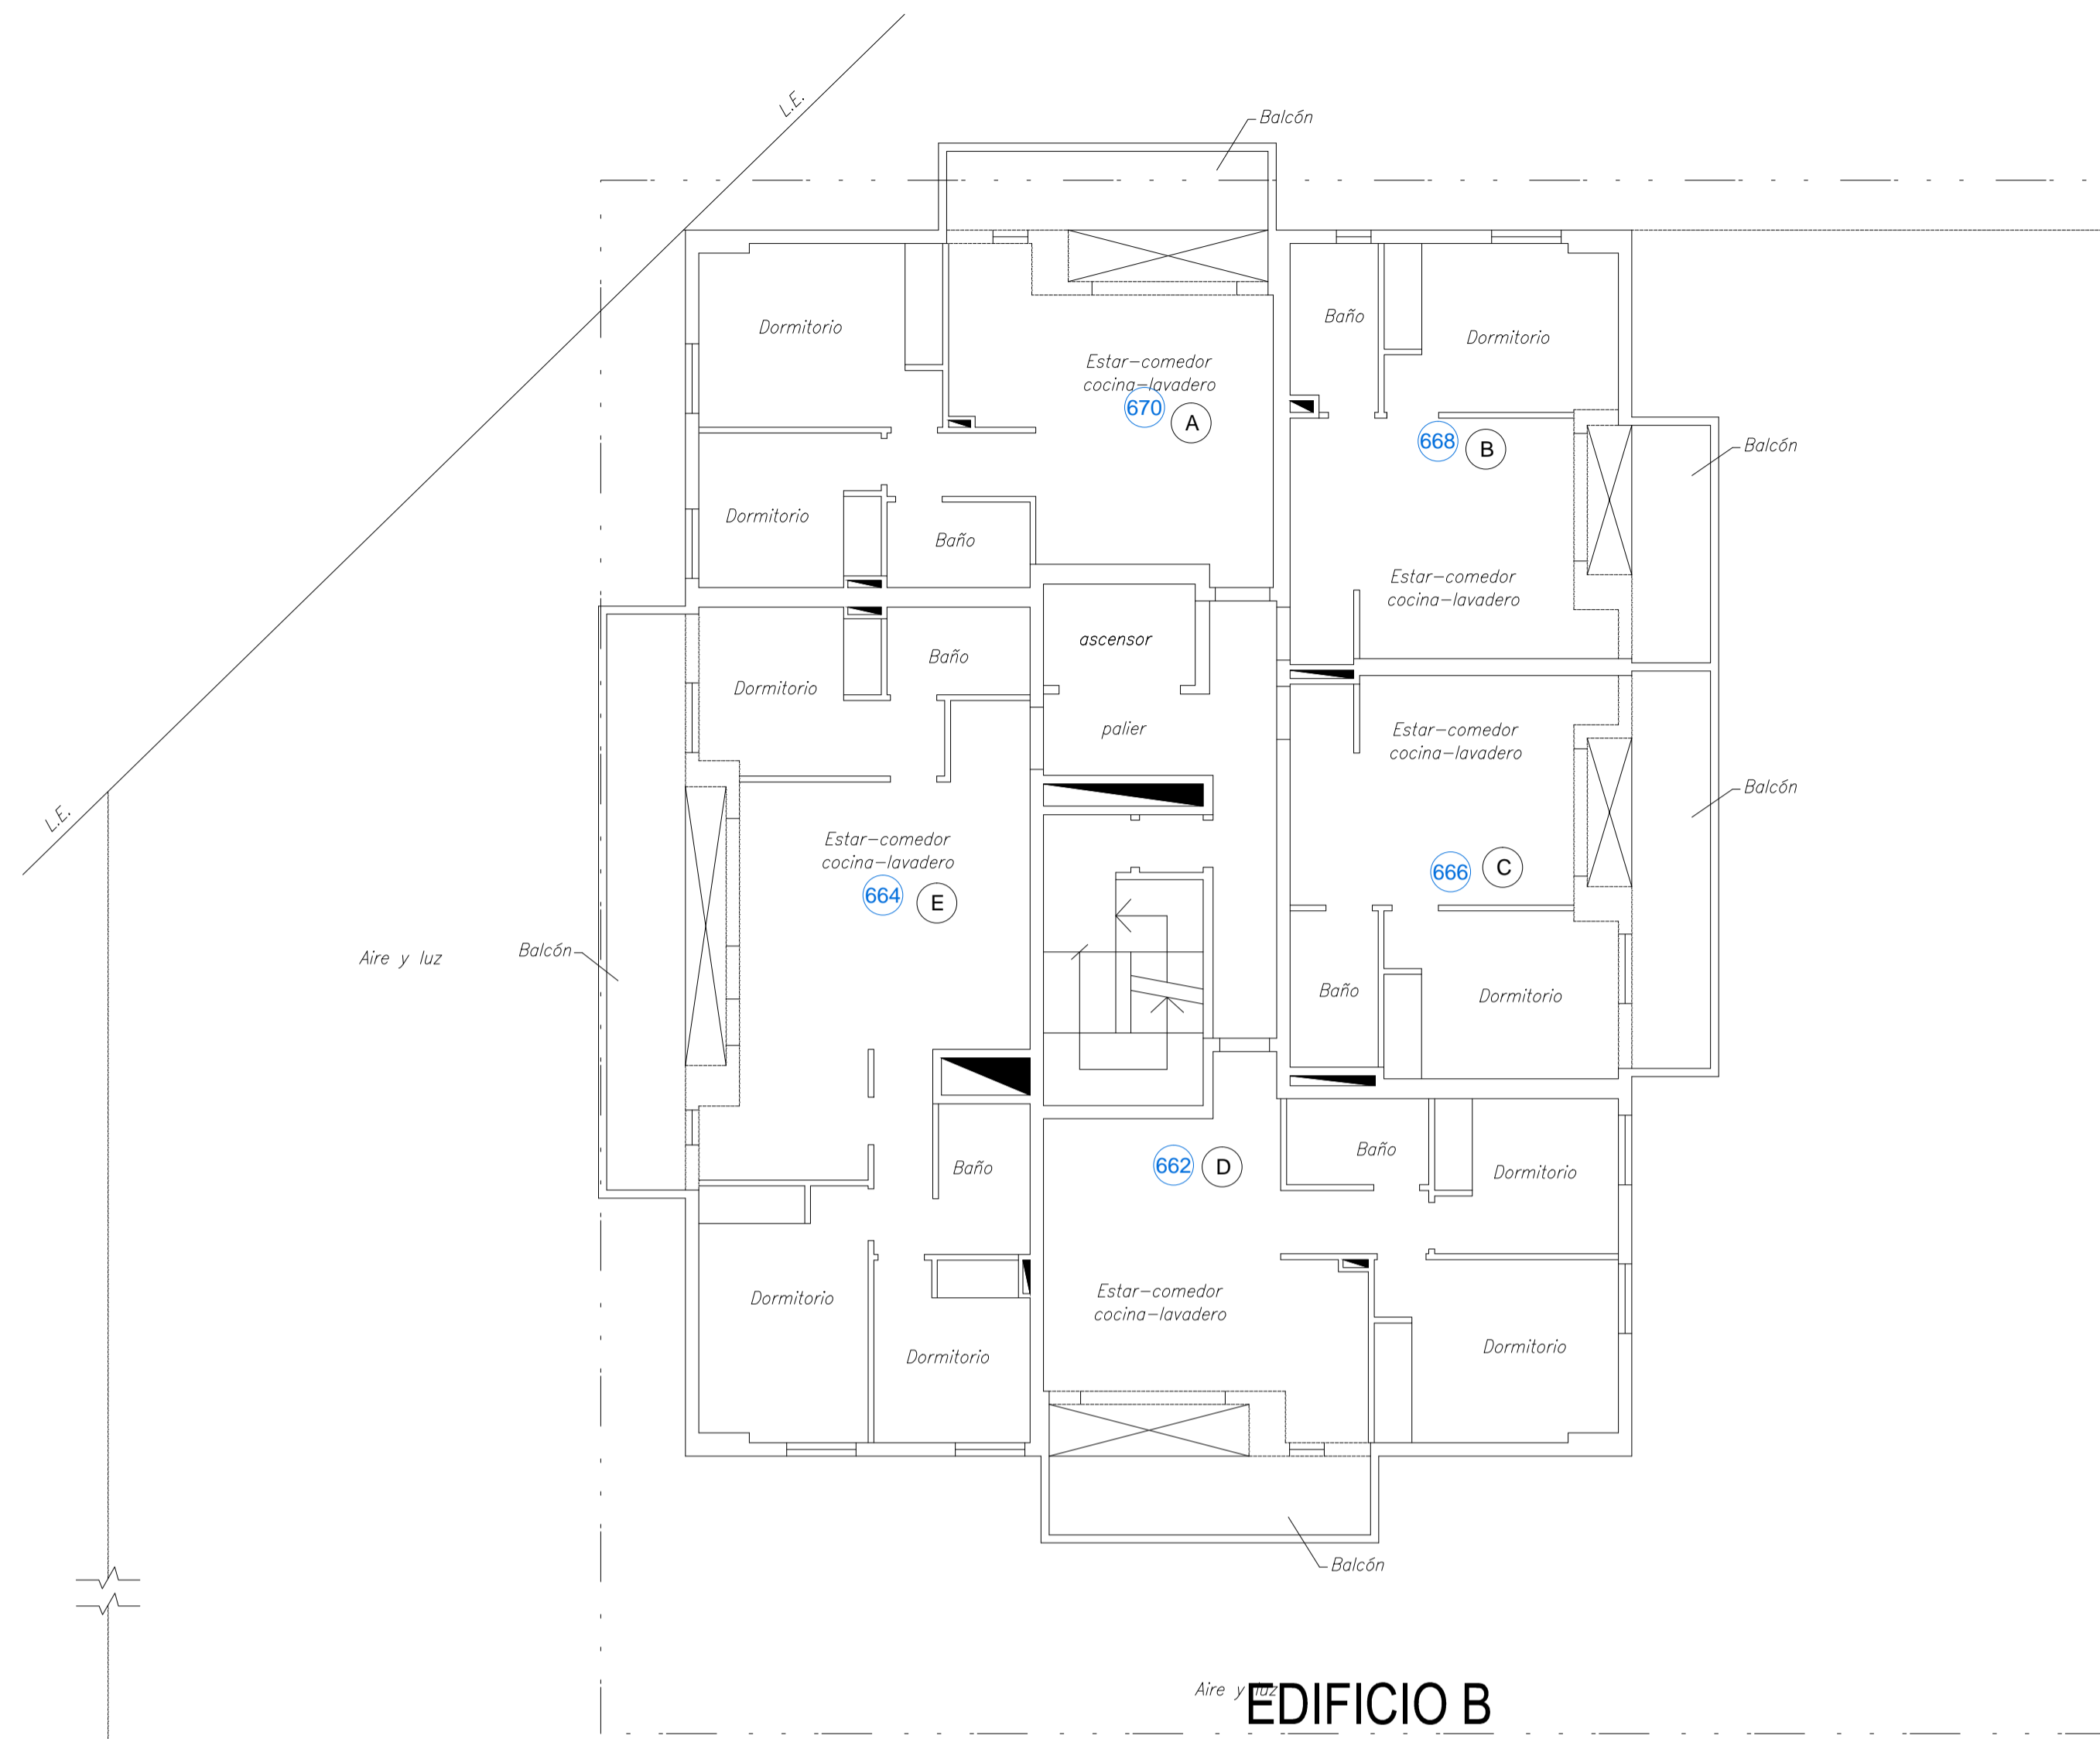 L.E.
Balcón
Dormitorio
Estar-comedor
cocina-lavadero
670
A
Baño
Dormitorio
668
B
Balcón
Dormitorio
Baño
Estar-comedor
cocina-lavadero
ascensor
Baño
Dormitorio
palier
Estar-comedor
cocina-lavadero
Balcón
L.E.
Estar-comedor
cocina-lavadero
664
E
666
C
Aire y luz
Balcón
Baño
Dormitorio
662
D
Baño
Baño
Dormitorio
Dormitorio
Estar-comedor
cocina-lavadero
Dormitorio
Dormitorio
Balcón
Aire y luz
EDIFICIO B